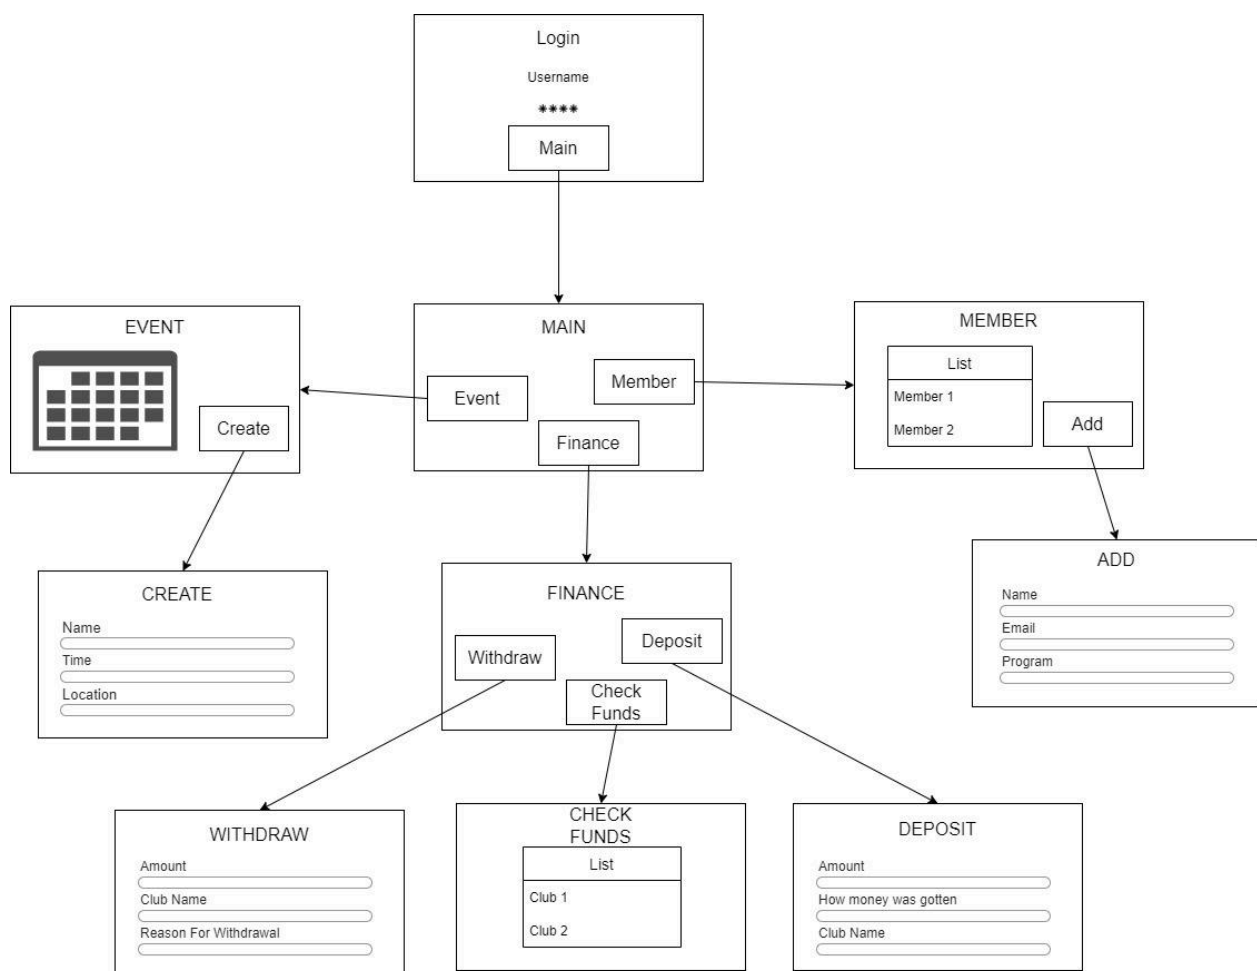 Login
Username
****
Main
EVENT
Create
MAIN
Event
Member
Finance
MEMBER
List
Member 1
Member 2
Add
CREATE
Name
Time
Location
FINANCE
Withdraw
Deposit
Check
Funds
ADD
Name
Email
Program
WITHDRAW
Amount
Club Name
Reason For Withdrawal
CHECK
FUNDS
List
Club 1
Club 2
DEPOSIT
Amount
How money was gotten
Club Name